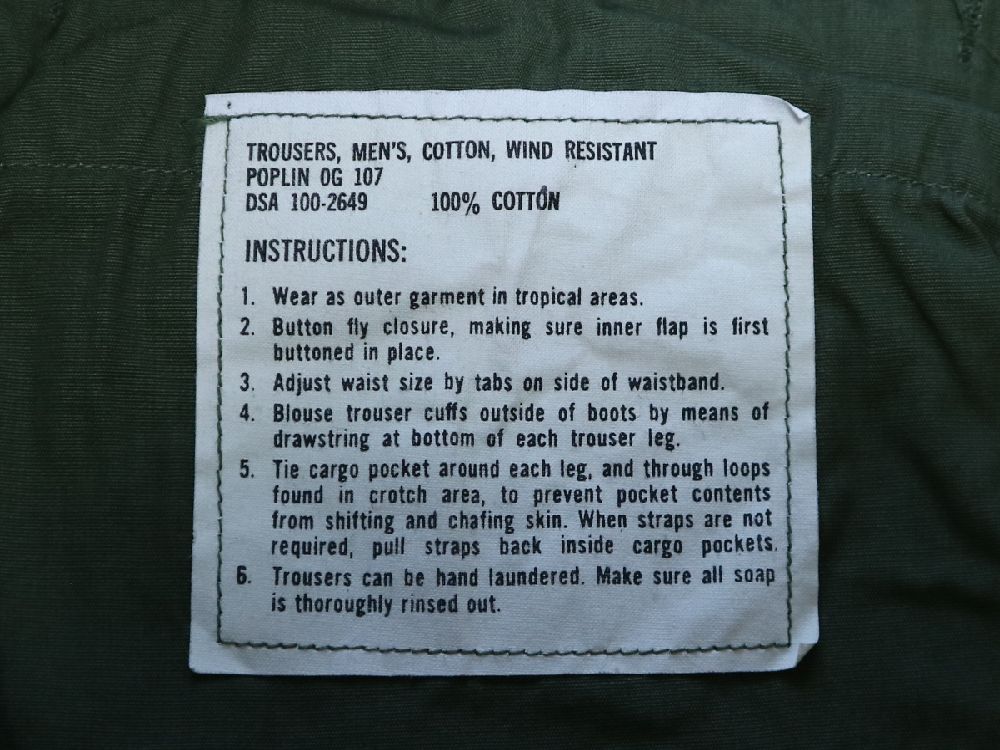 TROUSERS, MEN'S, COTTON, WIND RESISTANT
POPLIN OG 107
DSA 100-2649 100% COTTON
INSTRUCTIONS:
1. Wear as outer garment in tropical areas.
2. Button fly closure, making sure inner flap is first
buttoned in place.
3. Adjust waist size by tabs on side of waistband.
4. Blouse trouser cuffs outside of boots by means of
drawstring at bottom of each trouser leg.
5. Tie cargo pocket around each leg, and through loops
found in crotch area, to prevent pocket contents
from shifting and chafing skin. When straps are not
required, pull straps back inside cargo pockets.
6. Trousers can be hand laundered. Make sure all soap
is thoroughly rinsed out.